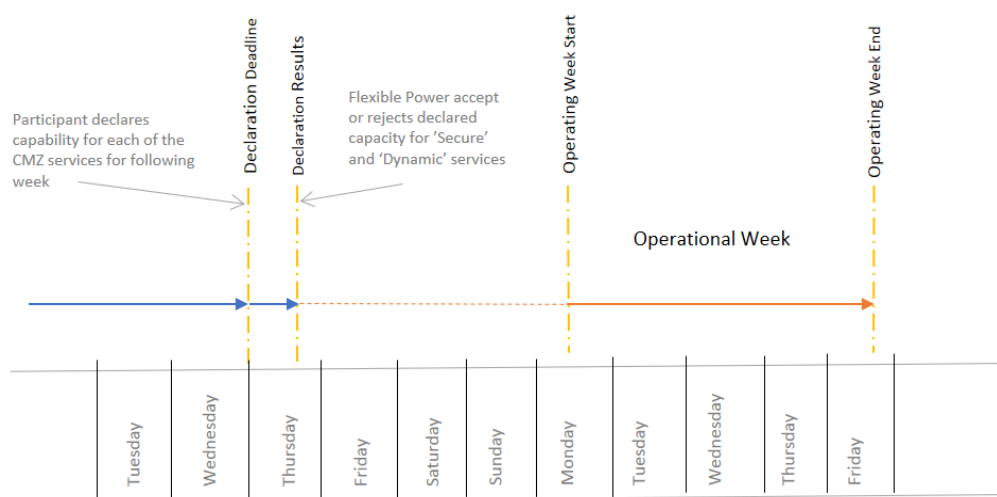 Participant declares
capability for each of the
CMZ services for following
week
Declaration Deadline
Declaration Results
Flexible Power accept
or rejects declared
capacity for 'Secure'
and 'Dynamic' services
Operating Week Start
Operating Week End
Operational Week
Tuesday
Wednesday
Thursday
Friday
Saturday
Sunday
Monday
Tuesday
Wednesday
Thursday
Friday